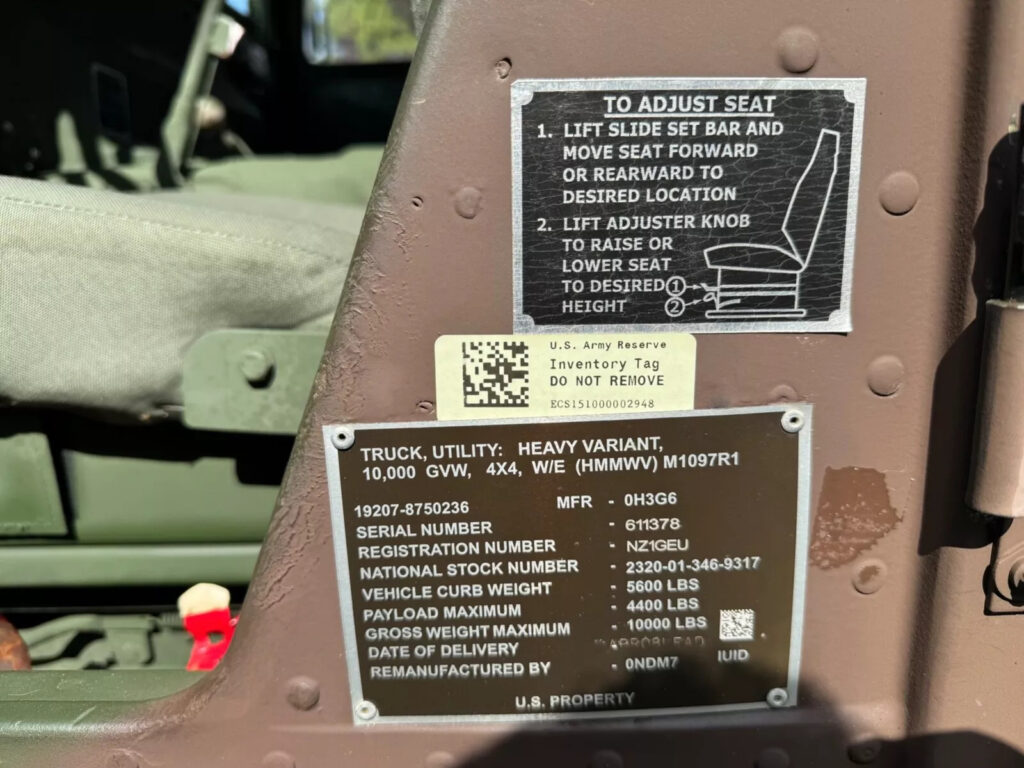 TO ADJUST SEAT
1. LIFT SLIDE SET BAR AND
MOVE SEAT FORWARD
OR REARWARD TO
DESIRED LOCATION
2. LIFT ADJUSTER KNOB
TO RAISE OR
LOWER SEAT
TO DESIRED 1
HEIGHT 2
U.S. Army Reserve
Inventory Tag
DO NOT REMOVE
ECS151000002948
TRUCK, UTILITY: HEAVY VARIANT,
10,000 GVW, 4X4, W/E (HMMWV) M1097R1
19207-8750236 MFR - 0H3G6
SERIAL NUMBER - 611378
REGISTRATION NUMBER - NZ1GEU
NATIONAL STOCK NUMBER - 2320-01-346-9317
VEHICLE CURB WEIGHT - 5600 LBS
PAYLOAD MAXIMUM - 4400 LBS
GROSS WEIGHT MAXIMUM - 10000 LBS
DATE OF DELIVERY
REMANUFACTURED BY - 0NDM7 IUID
U.S. PROPERTY